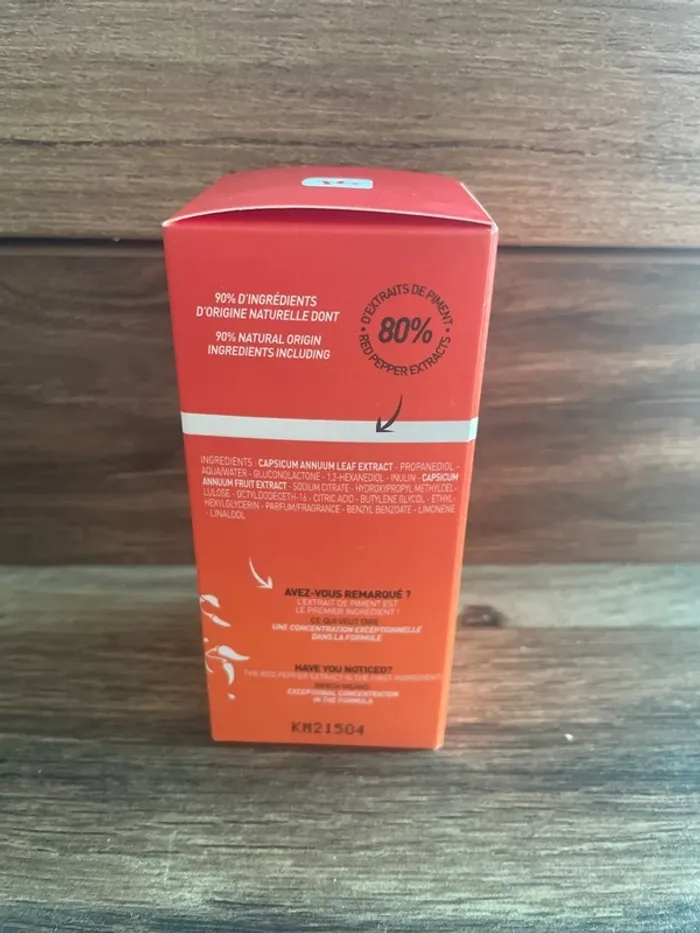 90% D'INGRÉDIENTS
D'ORIGINE NATURELLE DONT
90% NATURAL ORIGIN
INGREDIENTS INCLUDING
• D'EXTRAITS DE PIMENT •
80%
RED PEPPER EXTRACTS
INGREDIENTS : CAPSICUM ANNUUM LEAF EXTRACT - PROPANEDIOL -
AQUA/WATER - GLUCONOLACTONE - 1,2-HEXANEDIOL - INULIN - CAPSICUM
ANNUUM FRUIT EXTRACT - SODIUM CITRATE - HYDROXYPROPYL METHYLCEL-
LULOSE - OCTYLDODECETH-16 - CITRIC ACID - BUTYLENE GLYCOL - ETHYL-
HEXYLGLYCERIN - PARFUM/FRAGRANCE - BENZYL BENZOATE - LIMONENE
- LINALOOL
AVEZ-VOUS REMARQUÉ ?
L'EXTRAIT DE PIMENT EST
LE PREMIER INGRÉDIENT !
CE QUI VEUT DIRE
UNE CONCENTRATION EXCEPTIONNELLE
DANS LA FORMULE
HAVE YOU NOTICED?
THE RED PEPPER EXTRACT IS THE FIRST INGREDIENT!
WHICH MEANS
EXCEPTIONAL CONCENTRATION
IN THE FORMULA
KM21504